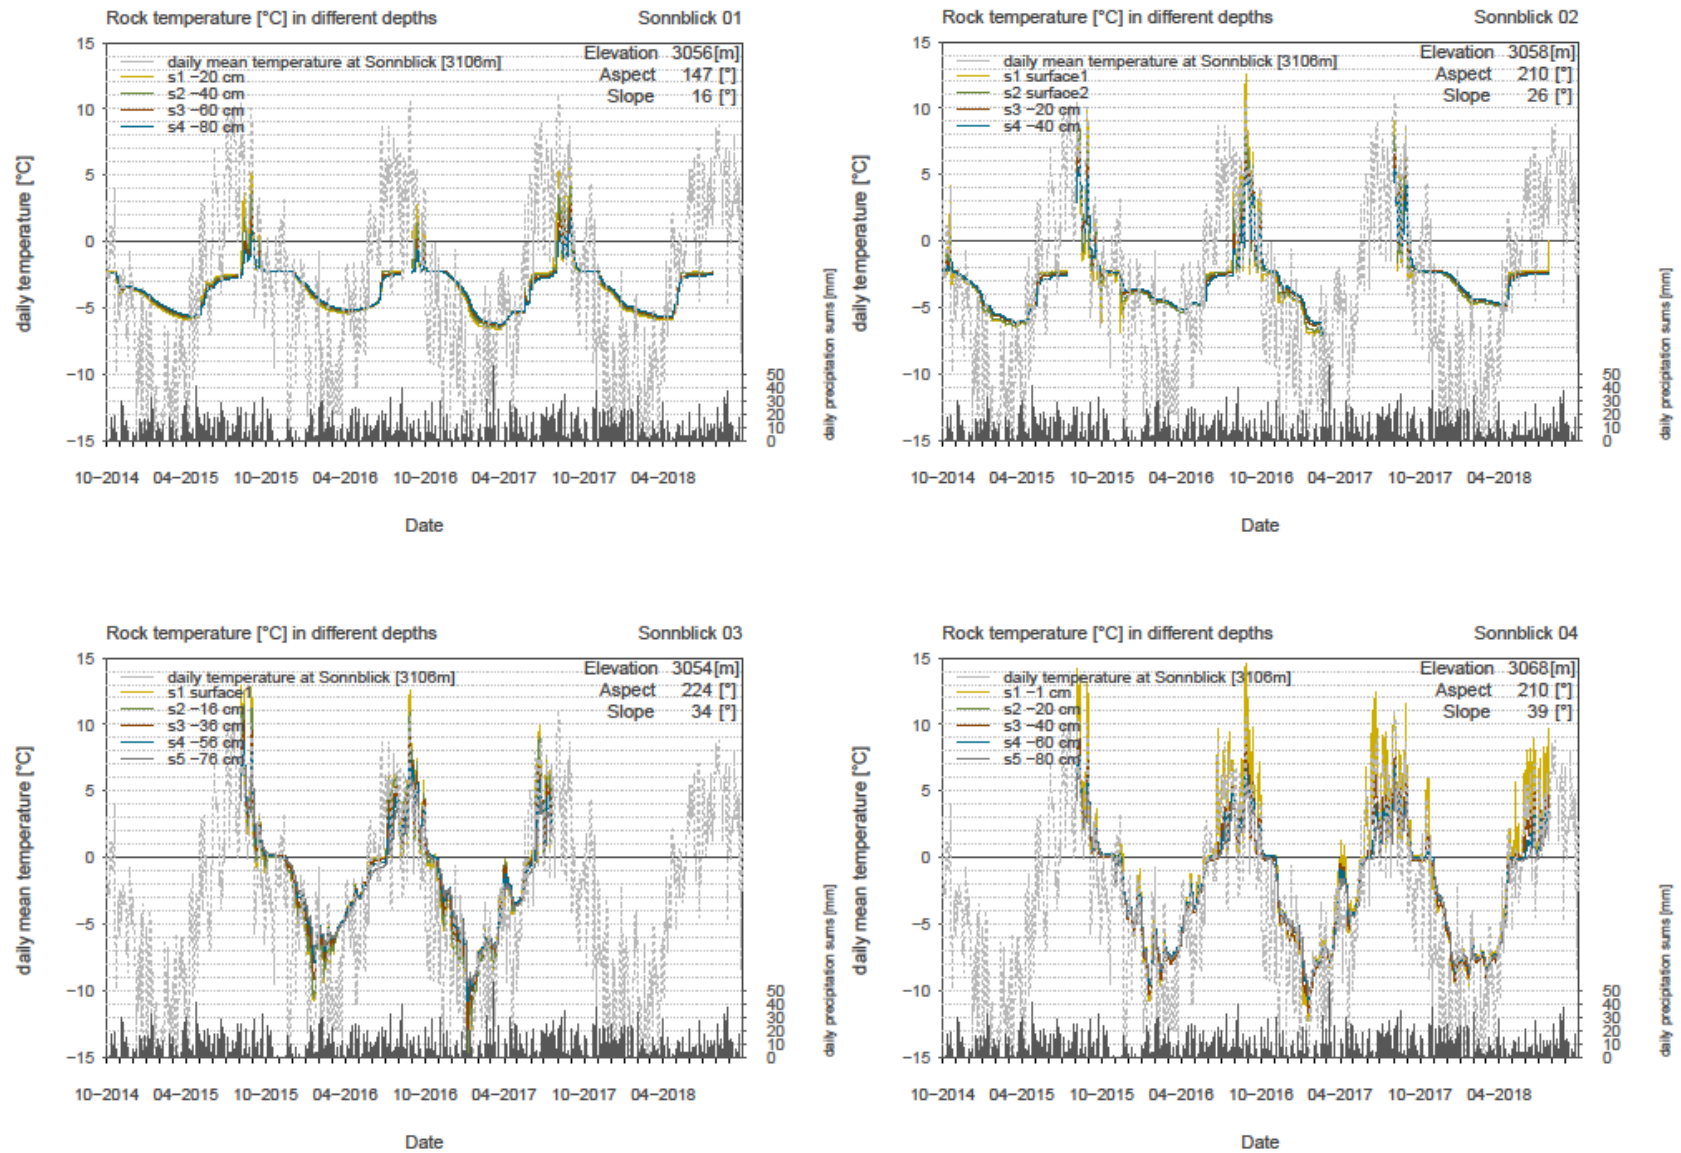 Rock temperature [°C] in different depths Sonnblick 01
daily mean temperature at Sonnblick [3106m]
s1 −20 cm
s2 −40 cm
s3 −60 cm
s4 −80 cm
Elevation 3056[m]
Aspect 147 [°]
Slope 16 [°]
daily temperature [°C]
15
10
5
0
−5
−10
−15
daily preciptation sums [mm]
50
40
30
20
10
0
10−2014 04−2015 10−2015 04−2016 10−2016 04−2017 10−2017 04−2018
Date
Rock temperature [°C] in different depths Sonnblick 02
daily mean temperature at Sonnblick [3106m]
s1 surface1
s2 surface2
s3 −20 cm
s4 −40 cm
Elevation 3058[m]
Aspect 210 [°]
Slope 26 [°]
daily temperature [°C]
15
10
5
0
−5
−10
−15
daily preciptation sums [mm]
50
40
30
20
10
0
10−2014 04−2015 10−2015 04−2016 10−2016 04−2017 10−2017 04−2018
Date
Rock temperature [°C] in different depths Sonnblick 03
daily temperature at Sonnblick [3106m]
s1 surface1
s2 −16 cm
s3 −36 cm
s4 −56 cm
s5 −76 cm
Elevation 3054[m]
Aspect 224 [°]
Slope 34 [°]
daily mean temperature [°C]
15
10
5
0
−5
−10
−15
daily preciptation sums [mm]
50
40
30
20
10
0
10−2014 04−2015 10−2015 04−2016 10−2016 04−2017 10−2017 04−2018
Date
Rock temperature [°C] in different depths Sonnblick 04
daily temperature at Sonnblick [3106m]
s1 −1 cm
s2 −20 cm
s3 −40 cm
s4 −60 cm
s5 −80 cm
Elevation 3068[m]
Aspect 210 [°]
Slope 39 [°]
daily mean temperature [°C]
15
10
5
0
−5
−10
−15
daily preciptation sums [mm]
50
40
30
20
10
0
10−2014 04−2015 10−2015 04−2016 10−2016 04−2017 10−2017 04−2018
Date